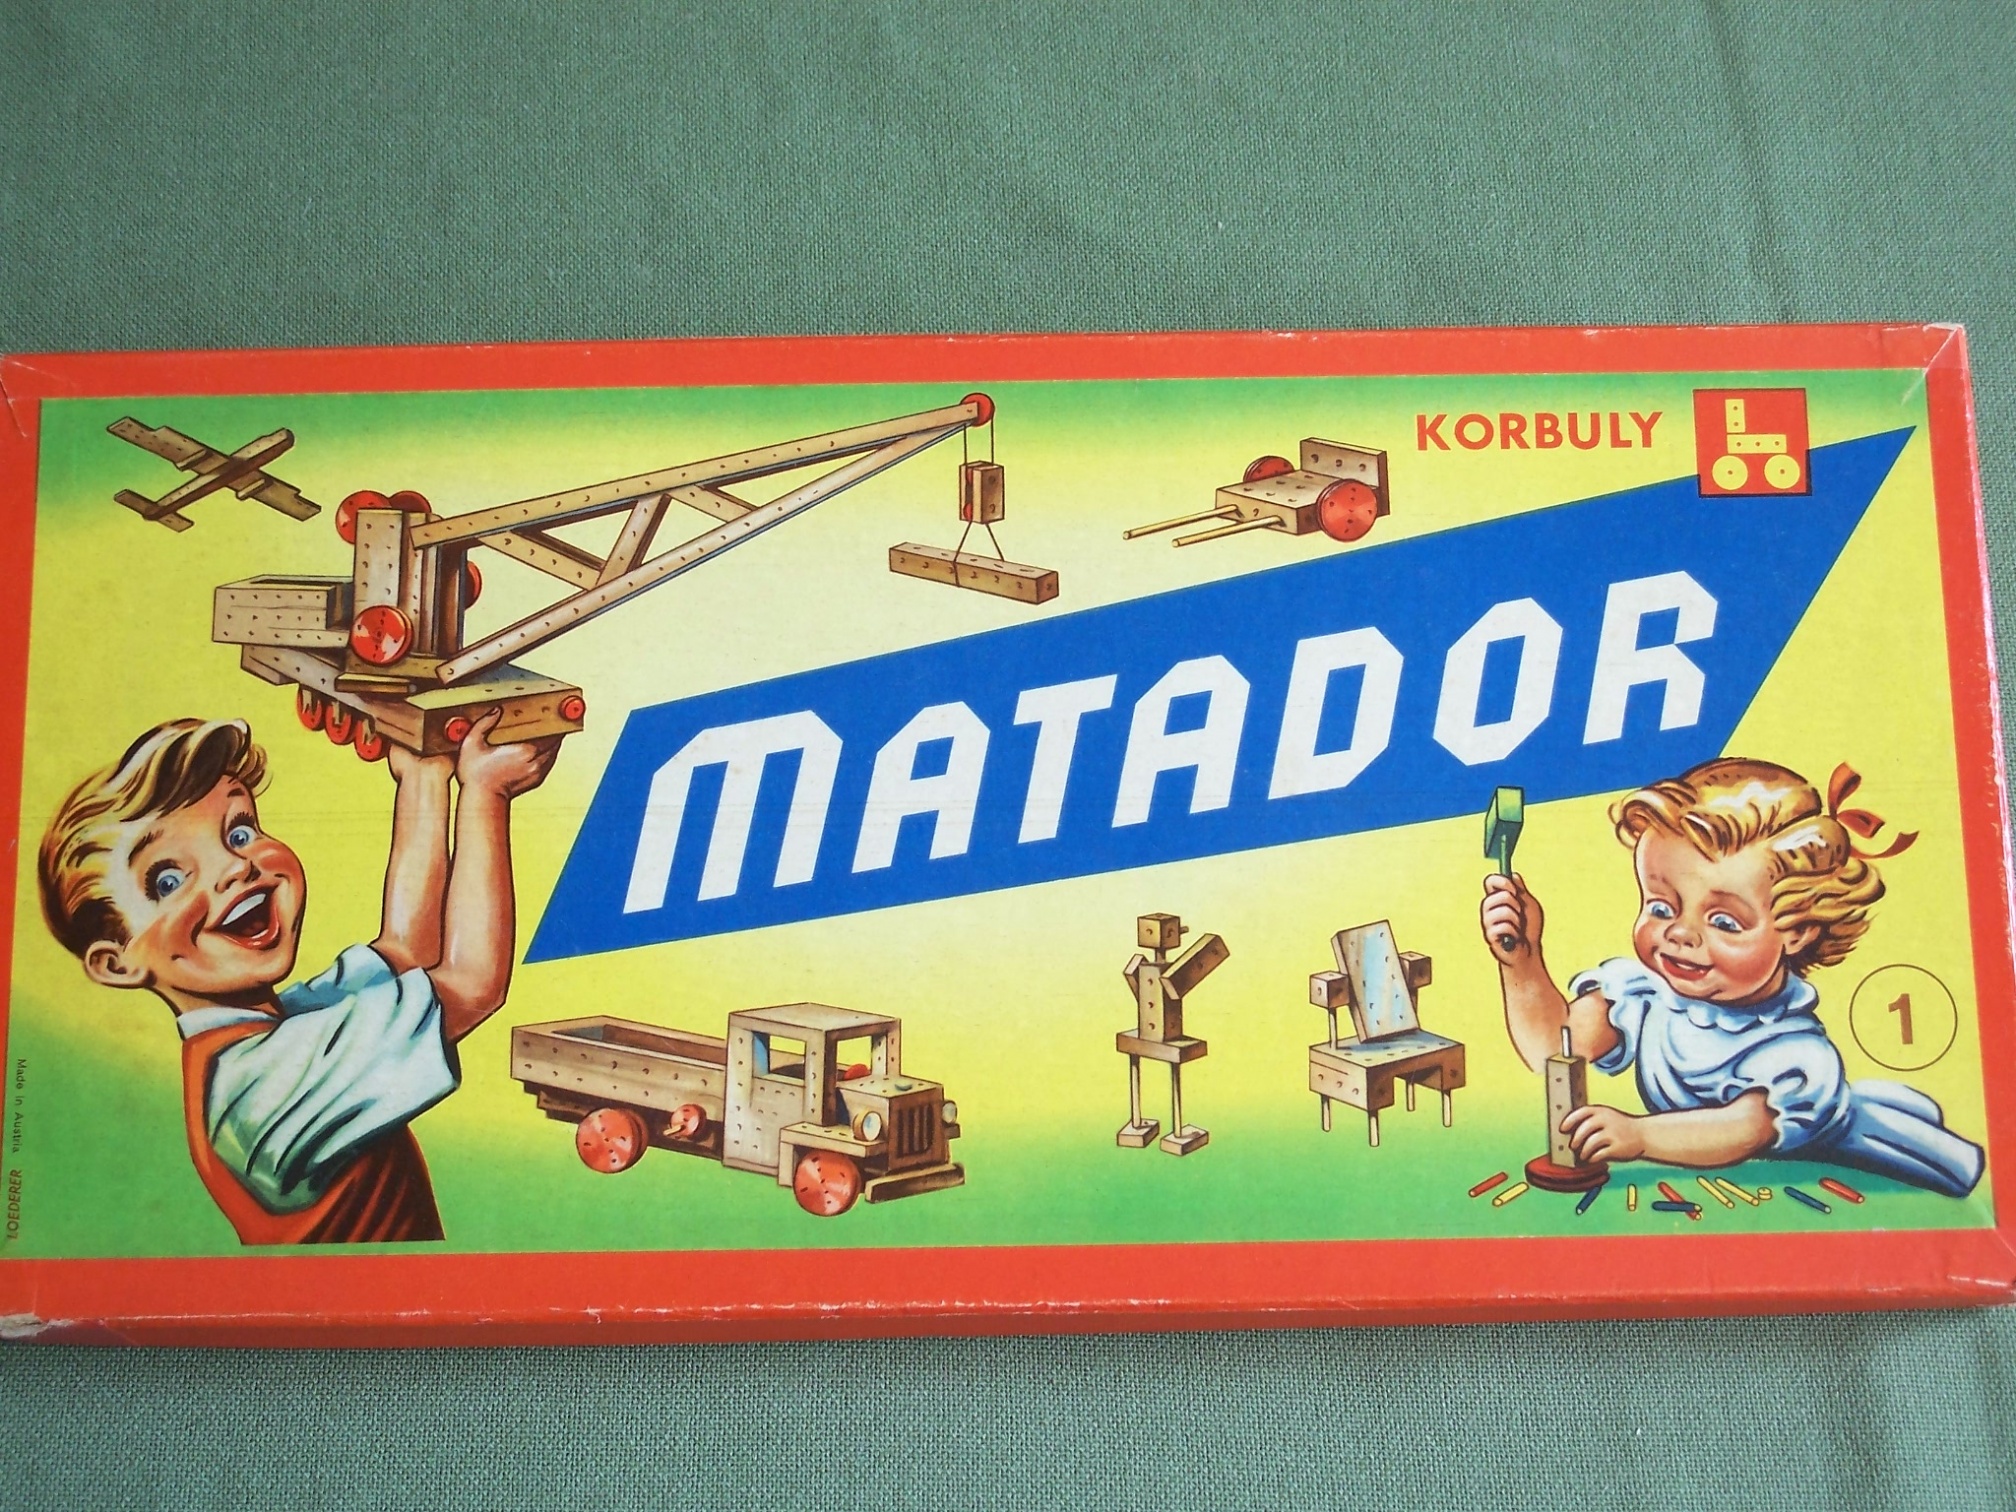 KORBULY
MATADOR
1
Made in Austria
LOEDERER